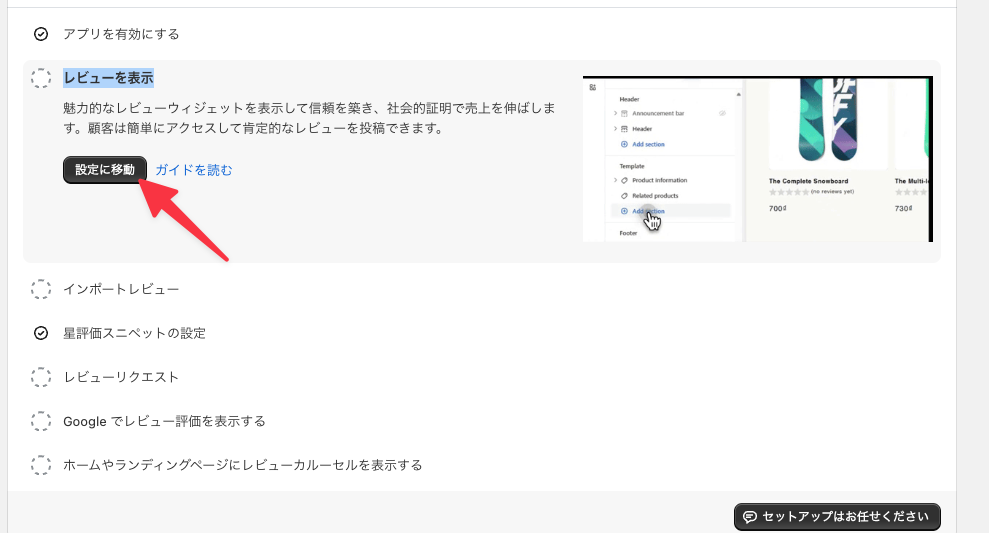 アプリを有効にする
レビューを表示
魅力的なレビューウィジェットを表示して信頼を築き、社会的証明で売上を伸ばしま
す。顧客は簡単にアクセスして肯定的なレビューを投稿できます。
設定に移動 ガイドを読む
Header
Announcement bar
Header
Add section
Template
Product Information
Related products
Add section
Footer
The Complete Snowboard
(no reviews yet)
700₫
The Multi-l
730₫
インポートレビュー
星評価スニペットの設定
レビューリクエスト
Google でレビュー評価を表示する
ホームやランディングページにレビューカルーセルを表示する
セットアップはお任せください